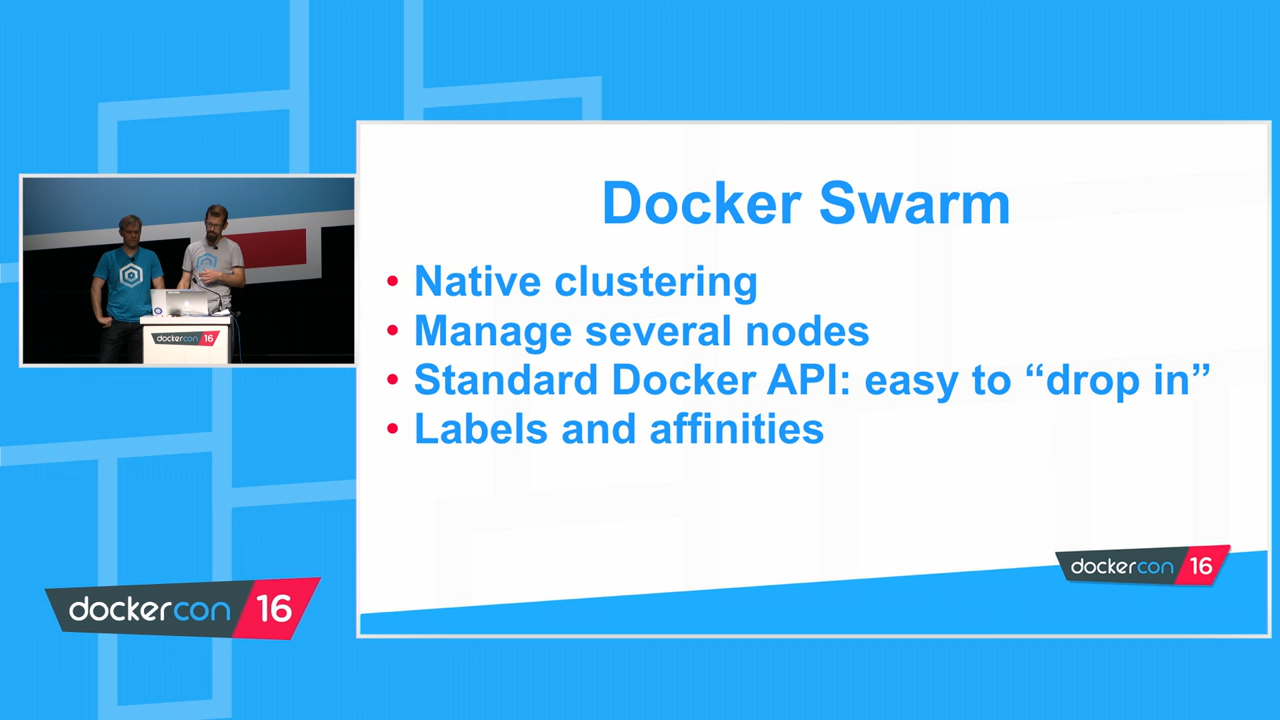 Docker Swarm
• Native clustering
• Manage several nodes
• Standard Docker API: easy to “drop in”
• Labels and affinities
dockercon 16
dockercon 16
dockercon 16